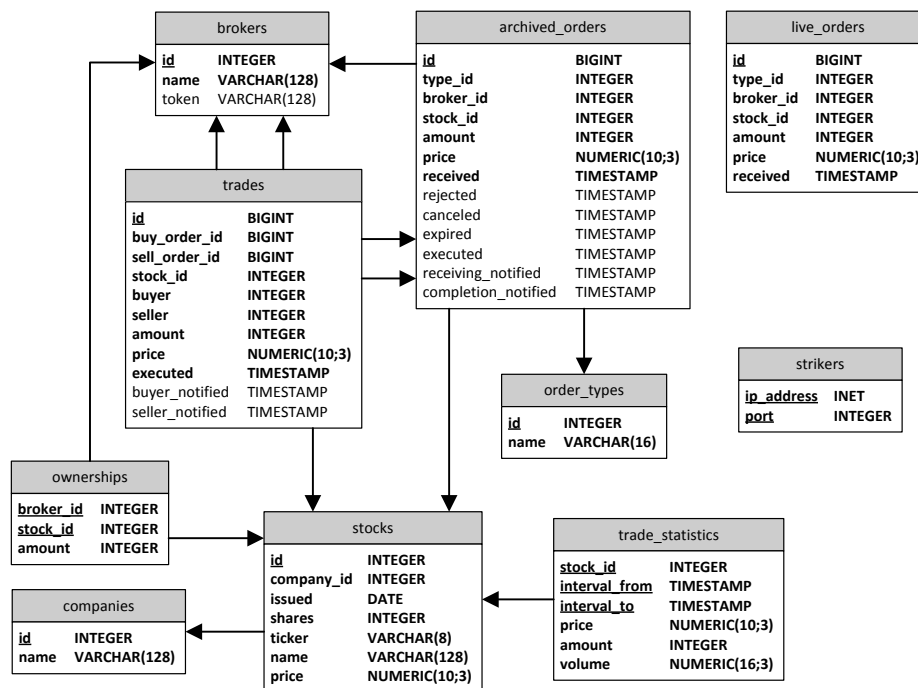 brokers
id INTEGER
name VARCHAR(128)
token VARCHAR(128)
archived_orders
id BIGINT
type_id INTEGER
broker_id INTEGER
stock_id INTEGER
amount INTEGER
price NUMERIC(10;3)
received TIMESTAMP
rejected TIMESTAMP
canceled TIMESTAMP
expired TIMESTAMP
executed TIMESTAMP
receiving_notified TIMESTAMP
completion_notified TIMESTAMP
live_orders
id BIGINT
type_id INTEGER
broker_id INTEGER
stock_id INTEGER
amount INTEGER
price NUMERIC(10;3)
received TIMESTAMP
trades
id BIGINT
buy_order_id BIGINT
sell_order_id BIGINT
stock_id INTEGER
buyer INTEGER
seller INTEGER
amount INTEGER
price NUMERIC(10;3)
executed TIMESTAMP
buyer_notified TIMESTAMP
seller_notified TIMESTAMP
order_types
id INTEGER
name VARCHAR(16)
strikers
ip_address INET
port INTEGER
ownerships
broker_id INTEGER
stock_id INTEGER
amount INTEGER
stocks
id INTEGER
company_id INTEGER
issued DATE
shares INTEGER
ticker VARCHAR(8)
name VARCHAR(128)
price NUMERIC(10;3)
trade_statistics
stock_id INTEGER
interval_from TIMESTAMP
interval_to TIMESTAMP
price NUMERIC(10;3)
amount INTEGER
volume NUMERIC(16;3)
companies
id INTEGER
name VARCHAR(128)